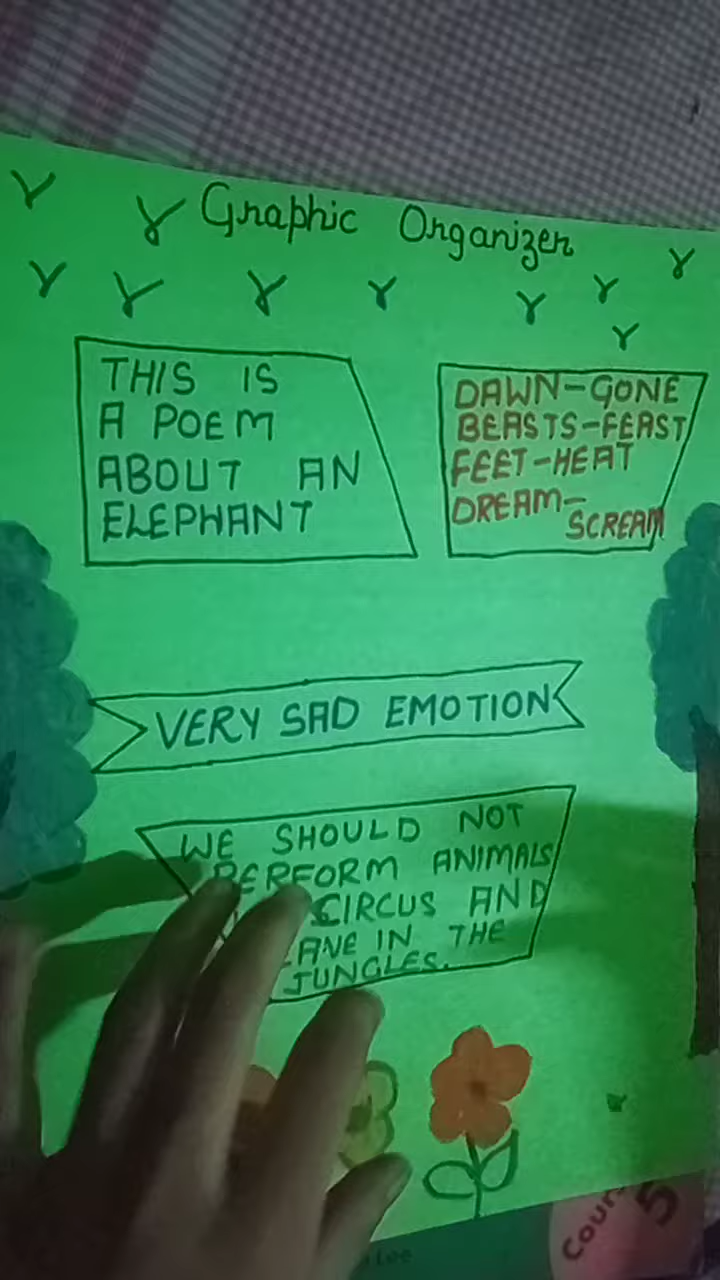 Graphic Organizer
THIS IS
A POEM
ABOUT AN
ELEPHANT
DAWN-GONE
BEASTS-FEAST
FEET-HEAT
DREAM-
SCREAM
VERY SAD EMOTION
WE SHOULD NOT
PERFORM ANIMALS
CIRCUS AND
IN THE
JUNGLES.
5